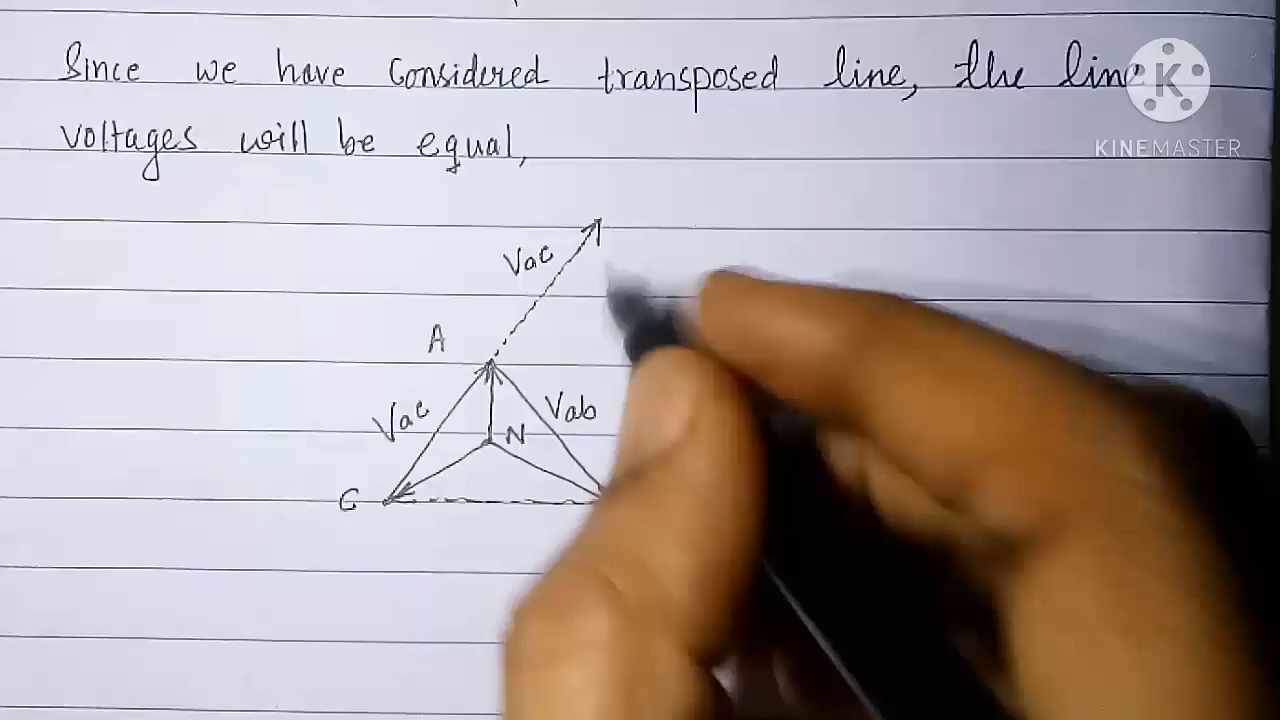 Since we have considered transposed line, the line
voltages will be equal,
K
KINEMASTER
Vac
A
Vac
Vab
N
C